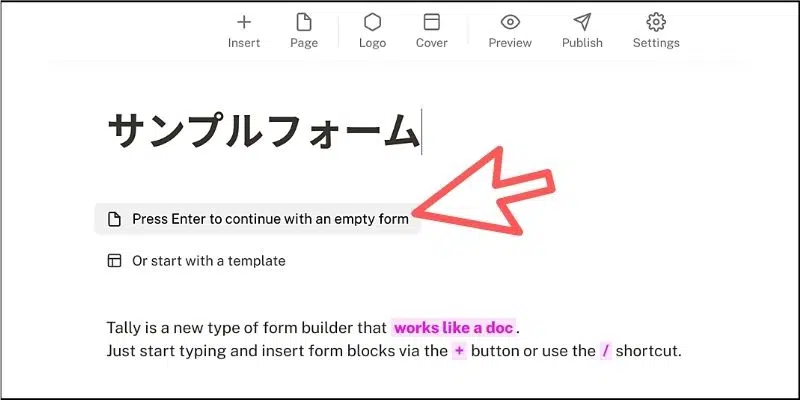 Insert Page Logo Cover Preview Publish Settings
サンプルフォーム
Press Enter to continue with an empty form
Or start with a template
Tally is a new type of form builder that works like a doc.
Just start typing and insert form blocks via the + button or use the / shortcut.